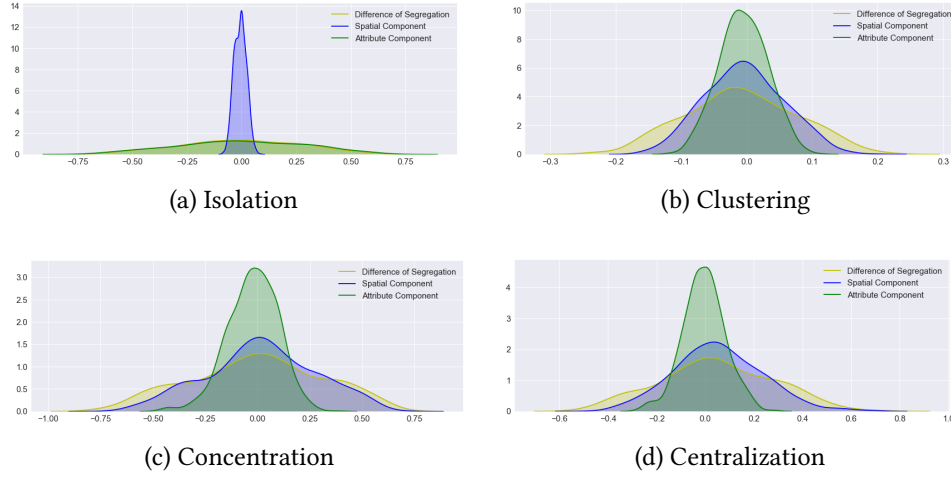 14
12
10
8
6
4
2
0
−0.75 −0.50 −0.25 0.00 0.25 0.50 0.75
Difference of Segregation
Spatial Component
Attribute Component
(a) Isolation
10
8
6
4
2
0
−0.3 −0.2 −0.1 0.0 0.1 0.2 0.3
Difference of Segregation
Spatial Component
Attribute Component
(b) Clustering
3.0
2.5
2.0
1.5
1.0
0.5
0.0
−1.00 −0.75 −0.50 −0.25 0.00 0.25 0.50 0.75
Difference of Segregation
Spatial Component
Attribute Component
(c) Concentration
4
3
2
1
0
−0.6 −0.4 −0.2 0.0 0.2 0.4 0.6 0.8 1.0
Difference of Segregation
Spatial Component
Attribute Component
(d) Centralization